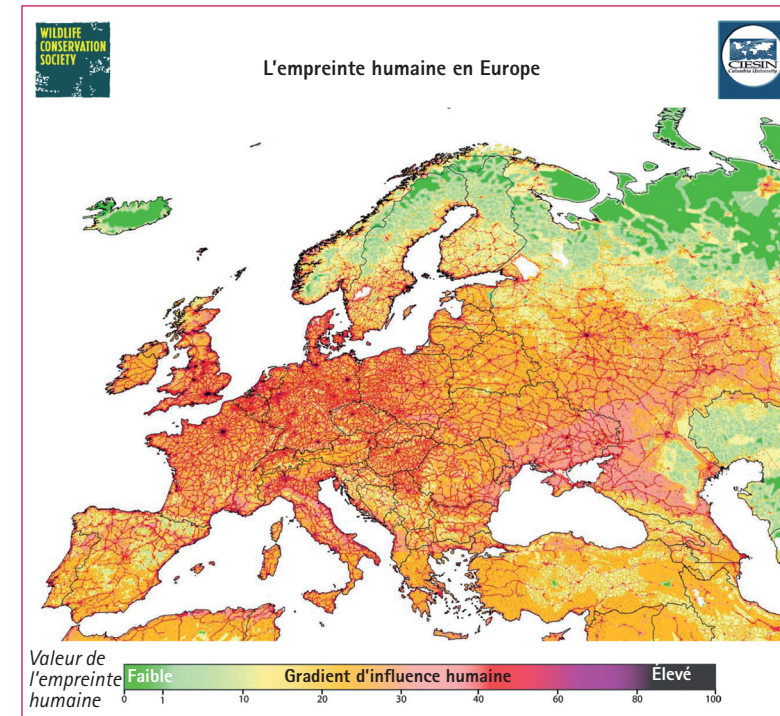 WILDLIFE
CONSERVATION
SOCIETY
L'empreinte humaine en Europe
CIESIN
Columbia University
Valeur de
l'empreinte
humaine
Faible
Gradient d'influence humaine
Élevé
0 1 10 20 30 40 60 80 100